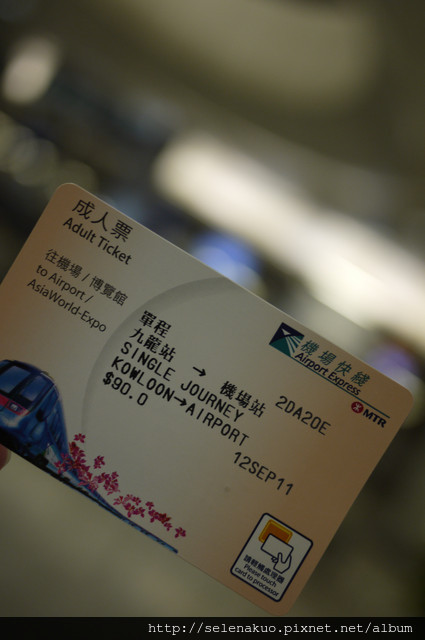 成人票
Adult Ticket
往機場 / 博覽館
to Airport /
AsiaWorld-Expo
機場快綫
Airport Express
MTR
單程
九龍站 → 機場站 2DA20E
SINGLE JOURNEY
KOWLOON→AIRPORT
$90.0 12SEP11
請輕觸處理器
Please touch
card to processor
http://selenakuo.pixnet.net/album